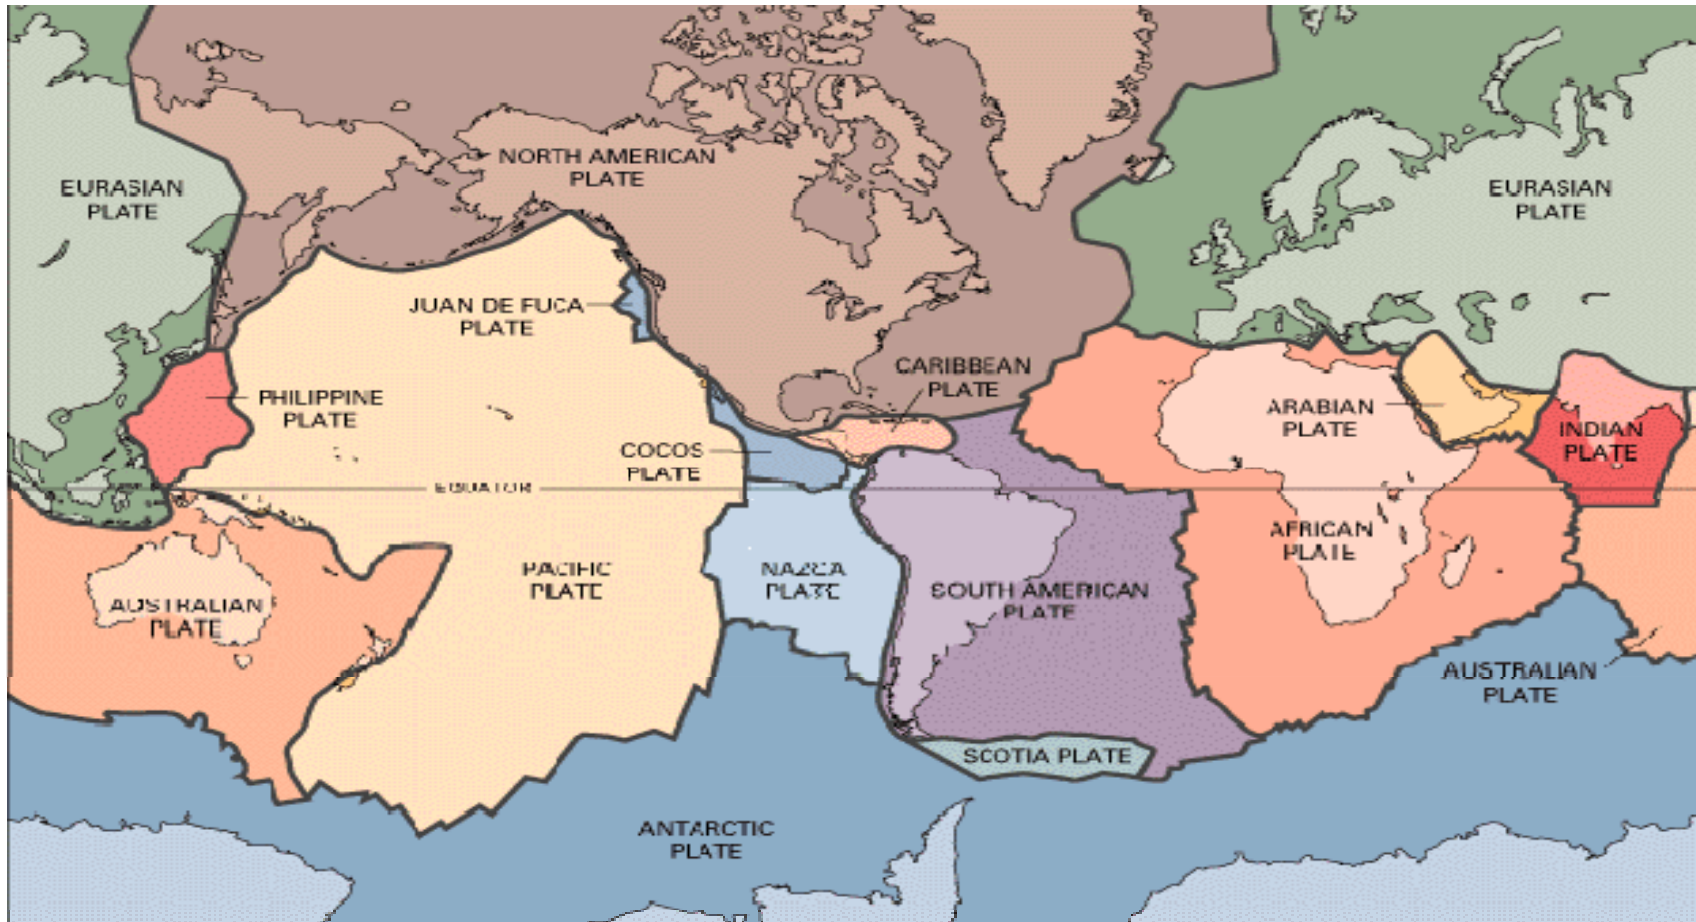 NORTH AMERICAN
PLATE
EURASIAN
PLATE
EURASIAN
PLATE
JUAN DE FUCA
PLATE
CARIBBEAN
PLATE
PHILIPPINE
PLATE
ARABIAN
PLATE
INDIAN
PLATE
COCOS
PLATE
EQUATOR
AFRICAN
PLATE
PACIFIC
PLATE
NAZCA
PLATE
SOUTH AMERICAN
PLATE
AUSTRALIAN
PLATE
AUSTRALIAN
PLATE
SCOTIA PLATE
ANTARCTIC
PLATE